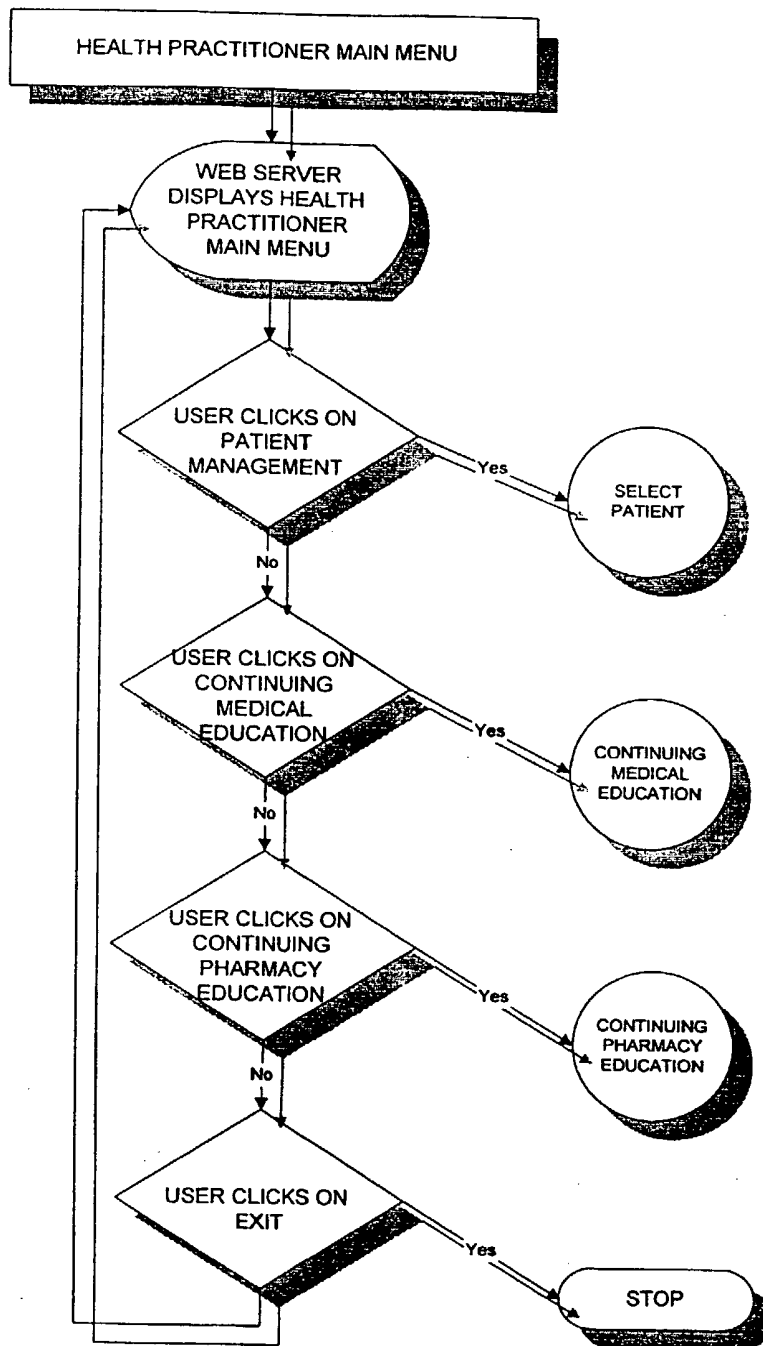 HEALTH PRACTITIONER MAIN MENU
WEB SERVER
DISPLAYS HEALTH
PRACTITIONER
MAIN MENU
USER CLICKS ON
PATIENT
MANAGEMENT
Yes
SELECT
PATIENT
No
USER CLICKS ON
CONTINUING
MEDICAL
EDUCATION
Yes
CONTINUING
MEDICAL
EDUCATION
No
USER CLICKS ON
CONTINUING
PHARMACY
EDUCATION
Yes
CONTINUING
PHARMACY
EDUCATION
No
USER CLICKS ON
EXIT
Yes
STOP